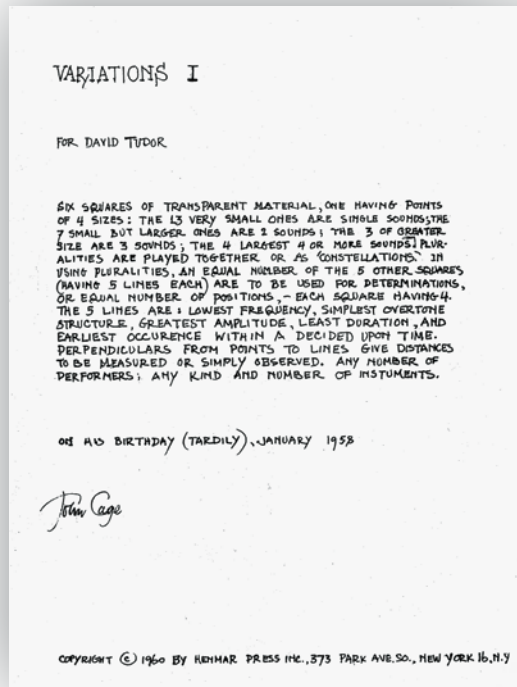 VARIATIONS I
FOR DAVID TUDOR
SIX SQUARES OF TRANSPARENT MATERIAL, ONE HAVING POINTS
OF 4 SIZES: THE 13 VERY SMALL ONES ARE SINGLE SOUNDS; THE
7 SMALL BUT LARGER ONES ARE 2 SOUNDS; THE 3 OF GREATER
SIZE ARE 3 SOUNDS; THE 4 LARGEST 4 OR MORE SOUNDS. PLUR-
ALITIES ARE PLAYED TOGETHER OR AS "CONSTELLATIONS." IN
USING PLURALITIES, AN EQUAL NUMBER OF THE 5 OTHER SQUARES
(HAVING 5 LINES EACH) ARE TO BE USED FOR DETERMINATIONS,
OR EQUAL NUMBER OF POSITIONS, - EACH SQUARE HAVING 4.
THE 5 LINES ARE: LOWEST FREQUENCY, SIMPLEST OVERTONE
STRUCTURE, GREATEST AMPLITUDE, LEAST DURATION, AND
EARLIEST OCCURENCE WITHIN A DECIDED UPON TIME.
PERPENDICULARS FROM POINTS TO LINES GIVE DISTANCES
TO BE MEASURED OR SIMPLY OBSERVED. ANY NUMBER OF
PERFORMERS; ANY KIND AND NUMBER OF INSTUMENTS.
ON HIS BIRTHDAY (TARDILY), JANUARY 1958
John Cage
COPYRIGHT © 1960 BY HENMAR PRESS INC., 373 PARK AVE. SO., NEW YORK 16, N.Y